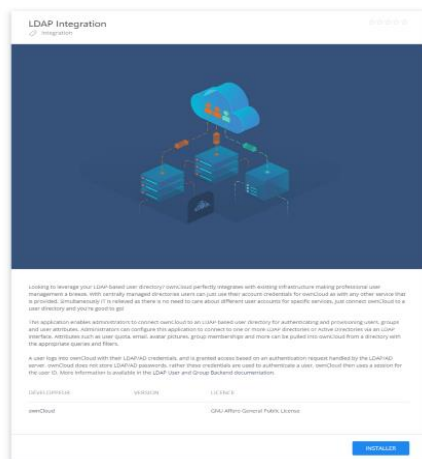 LDAP Integration
Integration
Looking to leverage your LDAP-based user directory? ownCloud perfectly integrates with existing infrastructure making professional user
management a breeze. With centrally managed directories users can just use their account credentials for ownCloud as with any other service that
is provided. Simultaneously IT is relieved as there is no need to care about different user accounts for specific services, just connect ownCloud to a
user directory and you're good to go!
This application enables administrators to connect ownCloud to an LDAP-based user directory for authenticating and provisioning users, groups
and user attributes. Administrators can configure this application to connect to one or more LDAP directories or Active Directories via an LDAP
interface. Attributes such as user quota, email, avatar pictures, group memberships and more can be pulled into ownCloud from a directory with
the appropriate queries and filters.
A user logs into ownCloud with their LDAP/AD credentials, and is granted access based on an authentication request handled by the LDAP/AD
server. ownCloud does not store LDAP/AD passwords, rather these credentials are used to authenticate a user. ownCloud then uses a session for
the user ID. More information is available in the LDAP User and Group Backend documentation.
DÉVELOPPEUR VERSION LICENCE
ownCloud GNU Affero General Public License
INSTALLER